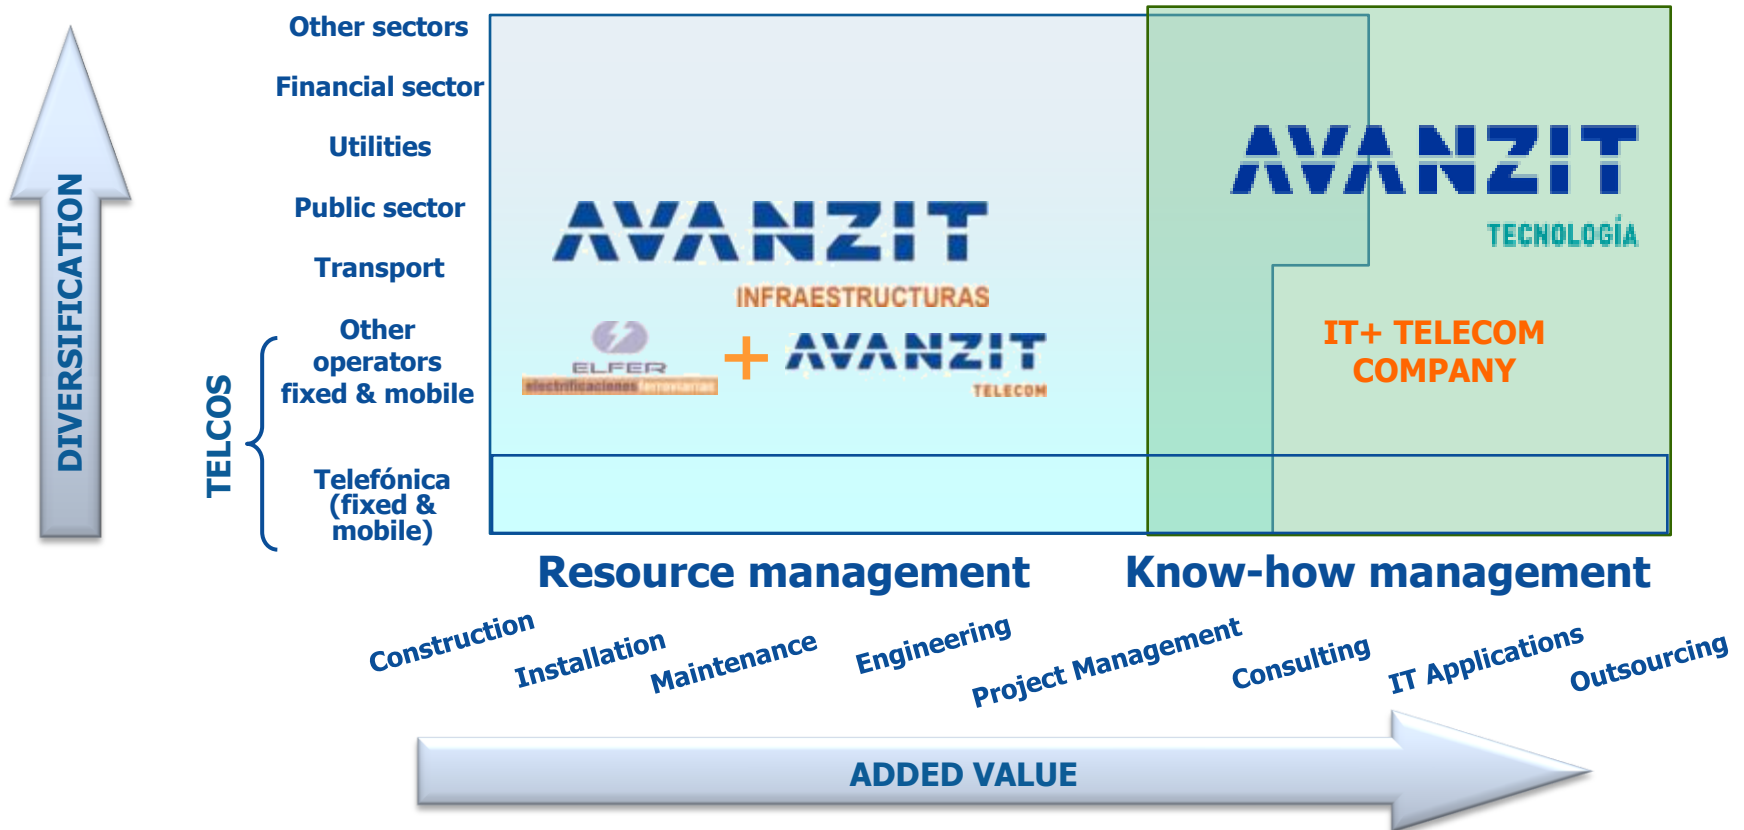 Other sectors
Financial sector
Utilities
Public sector
Transport
Other
operators
fixed & mobile
Telefónica
(fixed &
mobile)
DIVERSIFICATION
TELCOS
AVANZIT
INFRAESTRUCTURAS
ELFER
electrificaciones ferroviarias
+
AVANZIT
TELECOM
AVANZIT
TECNOLOGÍA
IT+ TELECOM
COMPANY
Resource management
Know-how management
Construction
Installation
Maintenance
Engineering
Project Management
Consulting
IT Applications
Outsourcing
ADDED VALUE